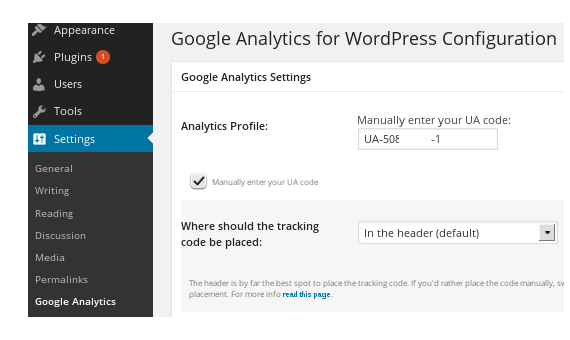 Appearance
Plugins 1
Users
Tools
Settings
General
Writing
Reading
Discussion
Media
Permalinks
Google Analytics
Google Analytics for WordPress Configuration
Google Analytics Settings
Analytics Profile:
Manually enter your UA code:
UA-508 -1
Manually enter your UA code
Where should the tracking
code be placed:
In the header (default)
The header is by far the best spot to place the tracking code. If you'd rather place the code manually,
placement. For more info read this page.